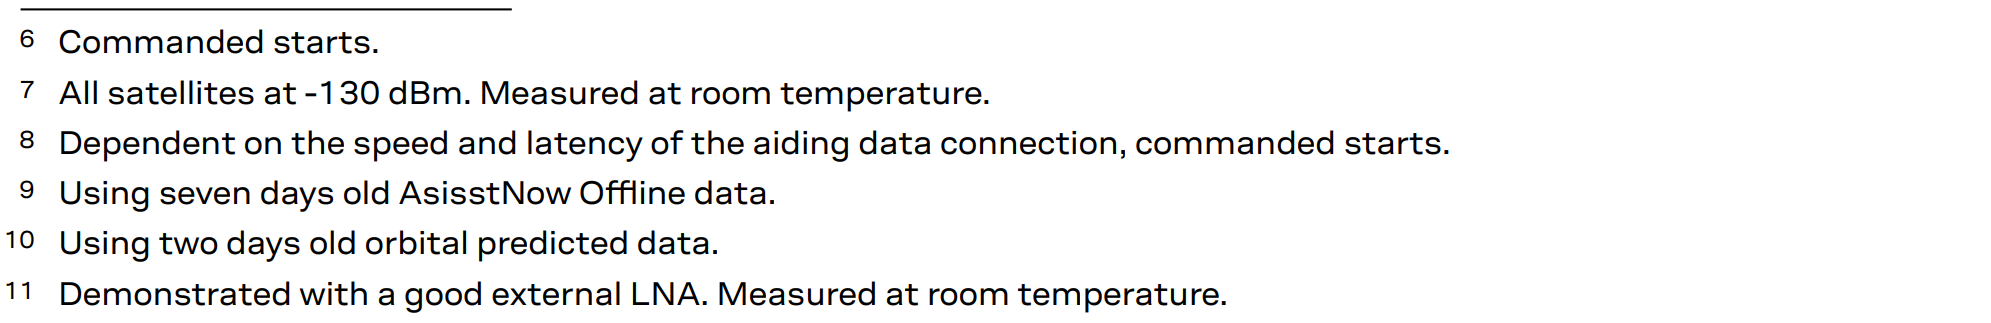 6 Commanded starts.
7 All satellites at -130 dBm. Measured at room temperature.
8 Dependent on the speed and latency of the aiding data connection, commanded starts.
9 Using seven days old AsisstNow Offline data.
10 Using two days old orbital predicted data.
11 Demonstrated with a good external LNA. Measured at room temperature.